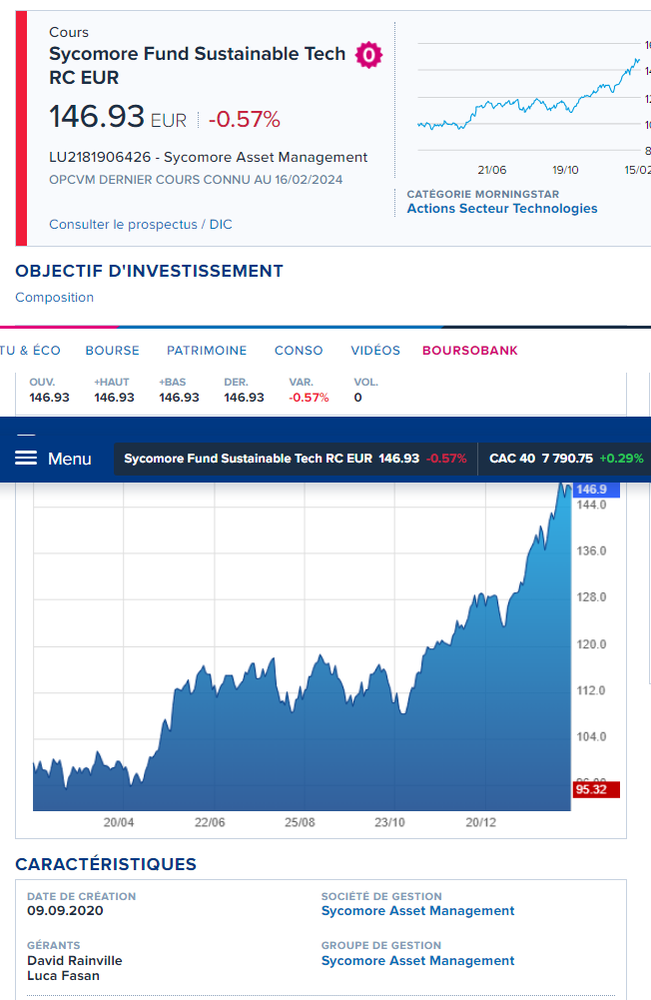 Cours
Sycomore Fund Sustainable Tech
RC EUR
0
146.93 EUR -0.57%
LU2181906426 - Sycomore Asset Management
OPCVM DERNIER COURS CONNU AU 16/02/2024
Consulter le prospectus / DIC
14
12
8
21/06 19/10 15/02
CATÉGORIE MORNINGSTAR
Actions Secteur Technologies
OBJECTIF D'INVESTISSEMENT
Composition
TU & ÉCO BOURSE PATRIMOINE CONSO VIDÉOS BOURSOBANK
OUV. +HAUT +BAS DER. VAR. VOL.
146.93 146.93 146.93 146.93 -0.57% 0
Menu Sycomore Fund Sustainable Tech RC EUR 146.93 -0.57% CAC 40 7 790.75 +0.29%
146.9
144.0
136.0
128.0
120.0
112.0
104.0
95.32
20/04 22/06 25/08 23/10 20/12
CARACTÉRISTIQUES
DATE DE CRÉATION
09.09.2020
SOCIÉTÉ DE GESTION
Sycomore Asset Management
GÉRANTS
David Rainville
Luca Fasan
GROUPE DE GESTION
Sycomore Asset Management